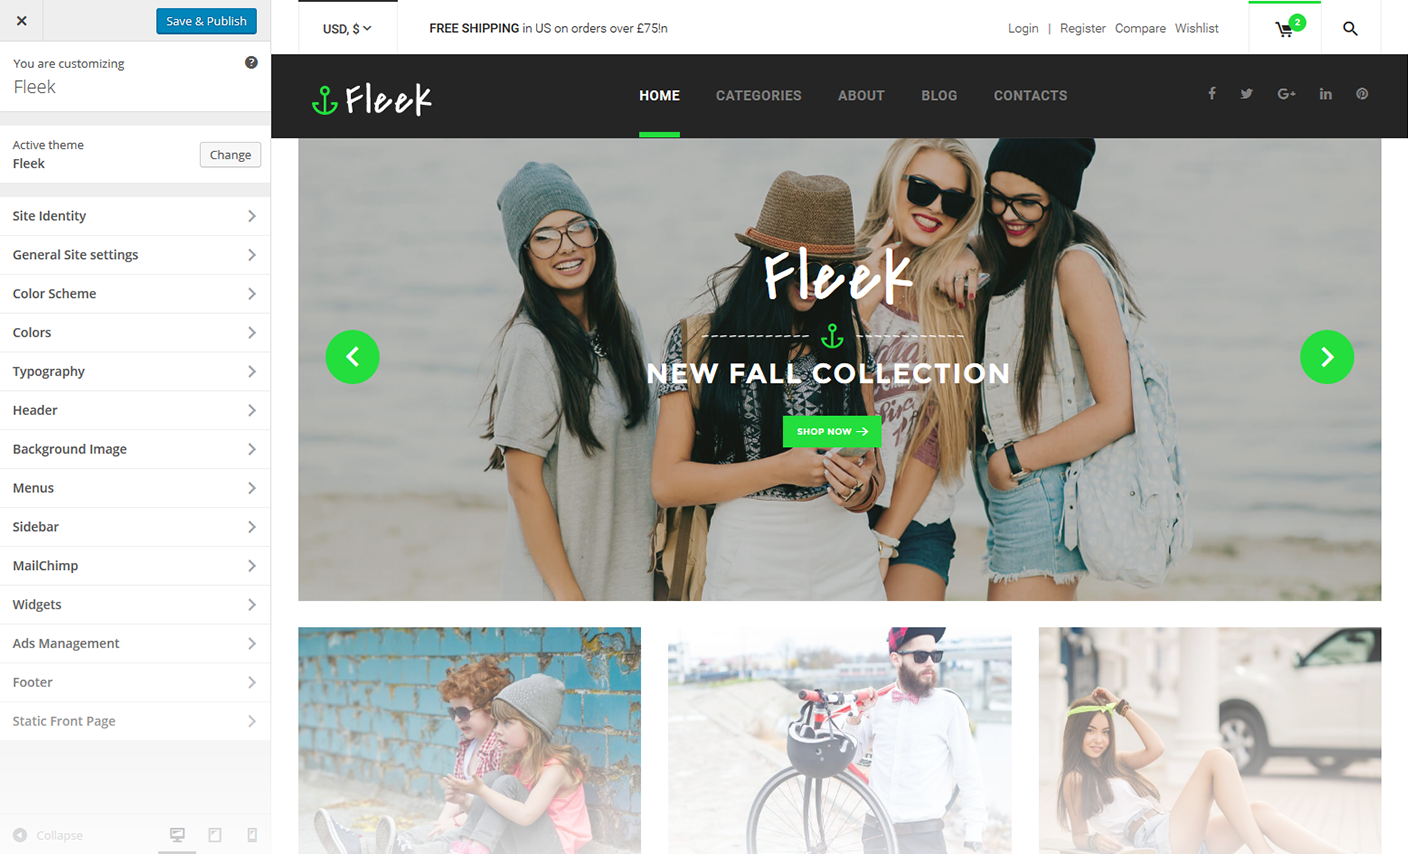 Save & Publish
You are customizing
Fleek
Active theme
Fleek
Change
Site Identity
General Site settings
Color Scheme
Colors
Typography
Header
Background Image
Menus
Sidebar
MailChimp
Widgets
Ads Management
Footer
Static Front Page
Collapse
USD, $
FREE SHIPPING in US on orders over £75!n
Login | Register Compare Wishlist
2
Fleek
HOME CATEGORIES ABOUT BLOG CONTACTS
f G+ in
Fleek
NEW FALL COLLECTION
SHOP NOW